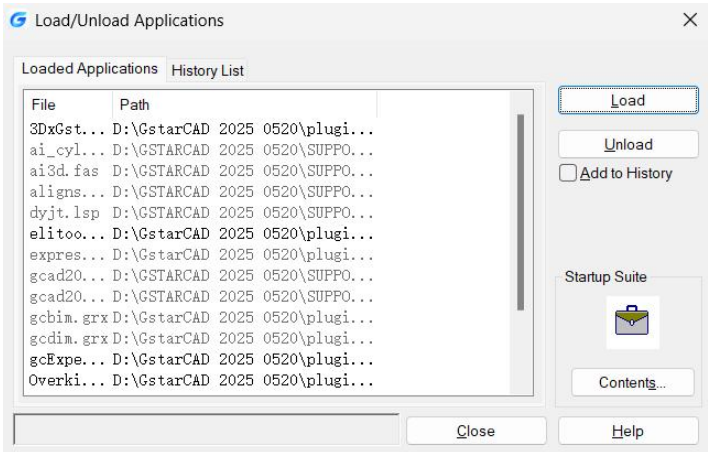 Load/Unload Applications
Loaded Applications
History List
File Path
3DxGst... D:\GstarCAD 2025 0520\plugi...
ai_cyl... D:\GSTARCAD 2025 0520\SUPPO...
ai3d.fas D:\GSTARCAD 2025 0520\SUPPO...
aligns... D:\GSTARCAD 2025 0520\SUPPO...
dyjt.lsp D:\GSTARCAD 2025 0520\SUPPO...
elitoo... D:\GstarCAD 2025 0520\plugi...
expres... D:\GSTARCAD 2025 0520\SUPPO...
gcad20... D:\GSTARCAD 2025 0520\SUPPO...
gcad20... D:\GSTARCAD 2025 0520\SUPPO...
gcbim.grx D:\GstarCAD 2025 0520\plugi...
gcdim.grx D:\GstarCAD 2025 0520\plugi...
gcExpe... D:\GstarCAD 2025 0520\plugi...
Overki... D:\GstarCAD 2025 0520\plugi...
Load
Unload
Add to History
Startup Suite
Contents...
Close
Help